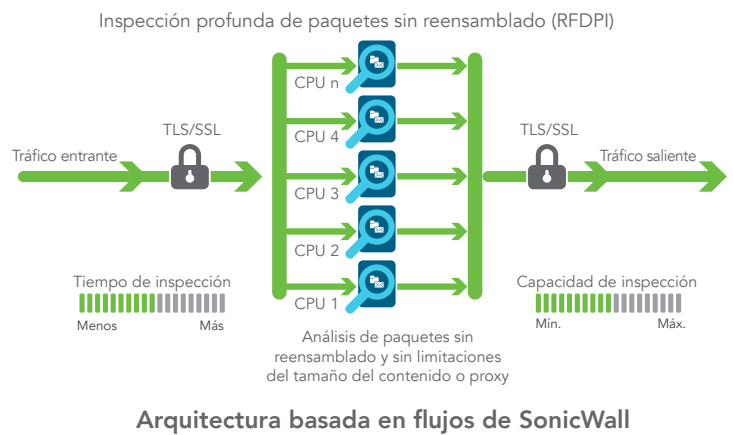 Inspección profunda de paquetes sin reensamblado (RFDPI)
CPU n
TLS/SSL
CPU 4
TLS/SSL
Tráfico entrante
Tráfico saliente
CPU 3
CPU 2
Tiempo de inspección
Menos
Más
CPU 1
Capacidad de inspección
Mín.
Máx.
Análisis de paquetes sin
reensamblado y sin limitaciones
del tamaño del contenido o proxy
Arquitectura basada en flujos de SonicWall